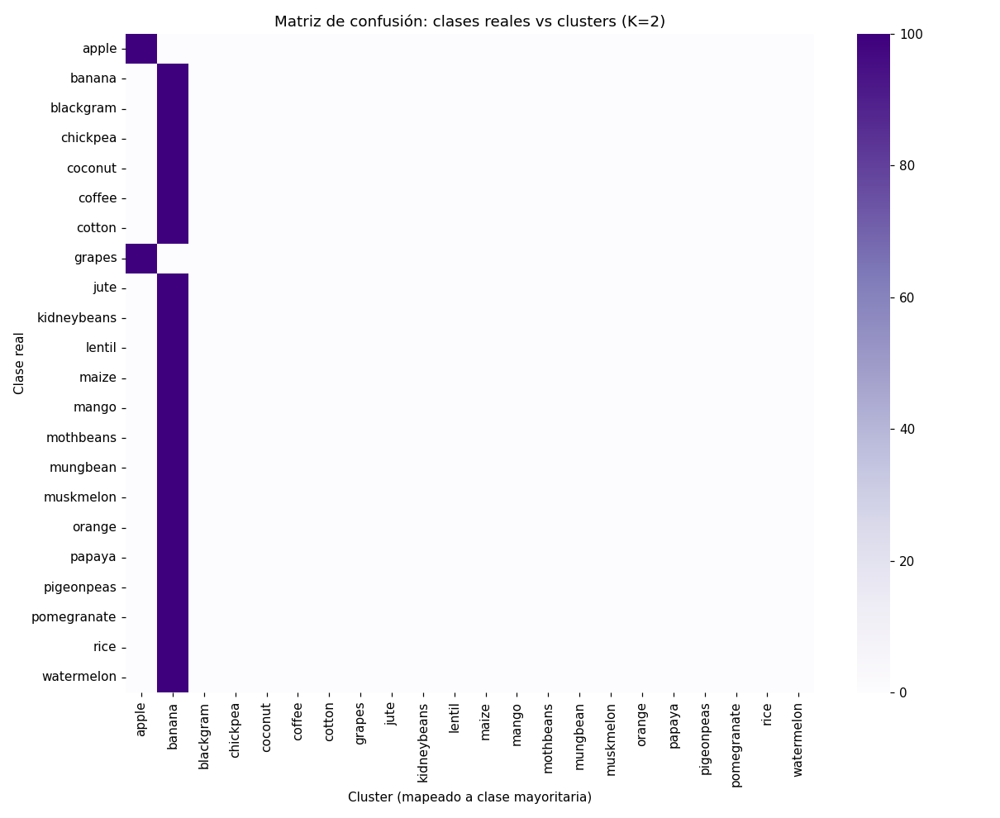 Matriz de confusión: clases reales vs clusters (K=2)
apple
banana
blackgram
chickpea
coconut
coffee
cotton
grapes
jute
kidneybeans
lentil
maize
mango
mothbeans
mungbean
muskmelon
orange
papaya
pigeonpeas
pomegranate
rice
watermelon
Clase real
apple
banana
blackgram
chickpea
coconut
coffee
cotton
grapes
jute
kidneybeans
lentil
maize
mango
mothbeans
mungbean
muskmelon
orange
papaya
pigeonpeas
pomegranate
rice
watermelon
Cluster (mapeado a clase mayoritaria)
100
80
60
40
20
0